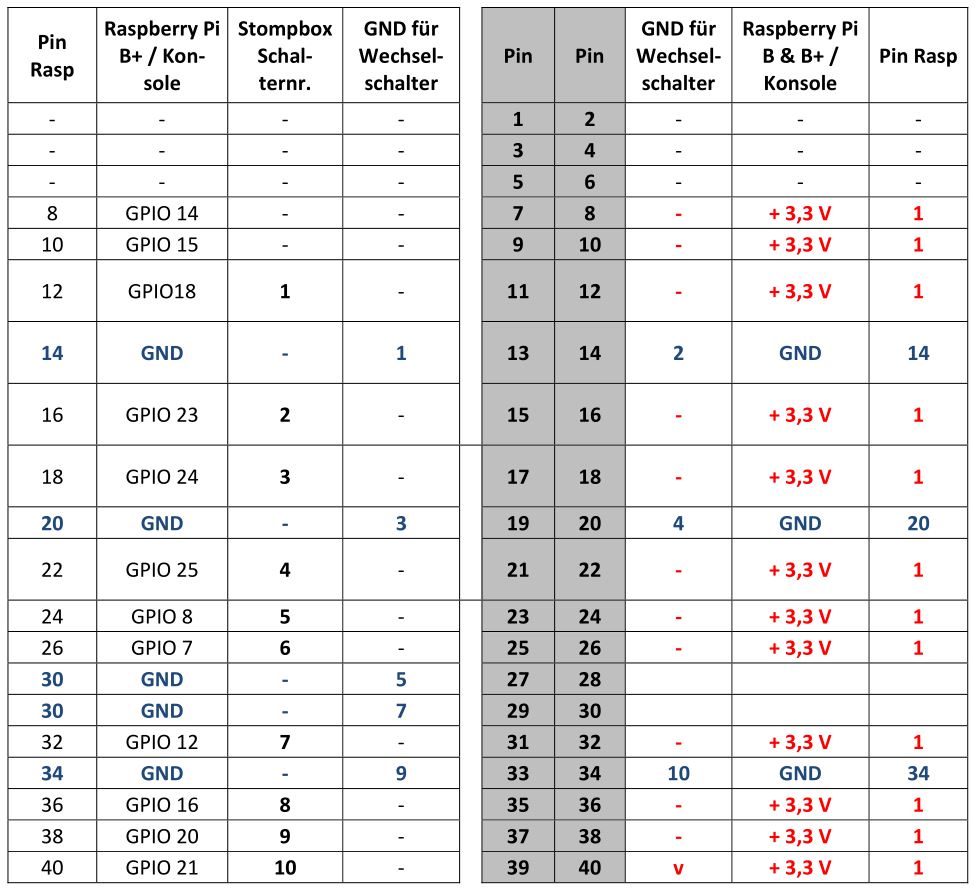 Pin Rasp | Raspberry Pi B+ / Kon-sole | Stompbox Schal-ternr. | GND für Wechsel-schalter | Pin | Pin | GND für Wechsel-schalter | Raspberry Pi B & B+ / Konsole | Pin Rasp
- | - | - | - | 1 | 2 | - | - | -
- | - | - | - | 3 | 4 | - | - | -
- | - | - | - | 5 | 6 | - | - | -
8 | GPIO 14 | - | - | 7 | 8 | - | + 3,3 V | 1
10 | GPIO 15 | - | - | 9 | 10 | - | + 3,3 V | 1
12 | GPIO18 | 1 | - | 11 | 12 | - | + 3,3 V | 1
14 | GND | - | 1 | 13 | 14 | 2 | GND | 14
16 | GPIO 23 | 2 | - | 15 | 16 | - | + 3,3 V | 1
18 | GPIO 24 | 3 | - | 17 | 18 | - | + 3,3 V | 1
20 | GND | - | 3 | 19 | 20 | 4 | GND | 20
22 | GPIO 25 | 4 | - | 21 | 22 | - | + 3,3 V | 1
24 | GPIO 8 | 5 | - | 23 | 24 | - | + 3,3 V | 1
26 | GPIO 7 | 6 | - | 25 | 26 | - | + 3,3 V | 1
30 | GND | - | 5 | 27 | 28 | | |
30 | GND | - | 7 | 29 | 30 | | |
32 | GPIO 12 | 7 | - | 31 | 32 | - | + 3,3 V | 1
34 | GND | - | 9 | 33 | 34 | 10 | GND | 34
36 | GPIO 16 | 8 | - | 35 | 36 | - | + 3,3 V | 1
38 | GPIO 20 | 9 | - | 37 | 38 | - | + 3,3 V | 1
40 | GPIO 21 | 10 | - | 39 | 40 | v | + 3,3 V | 1